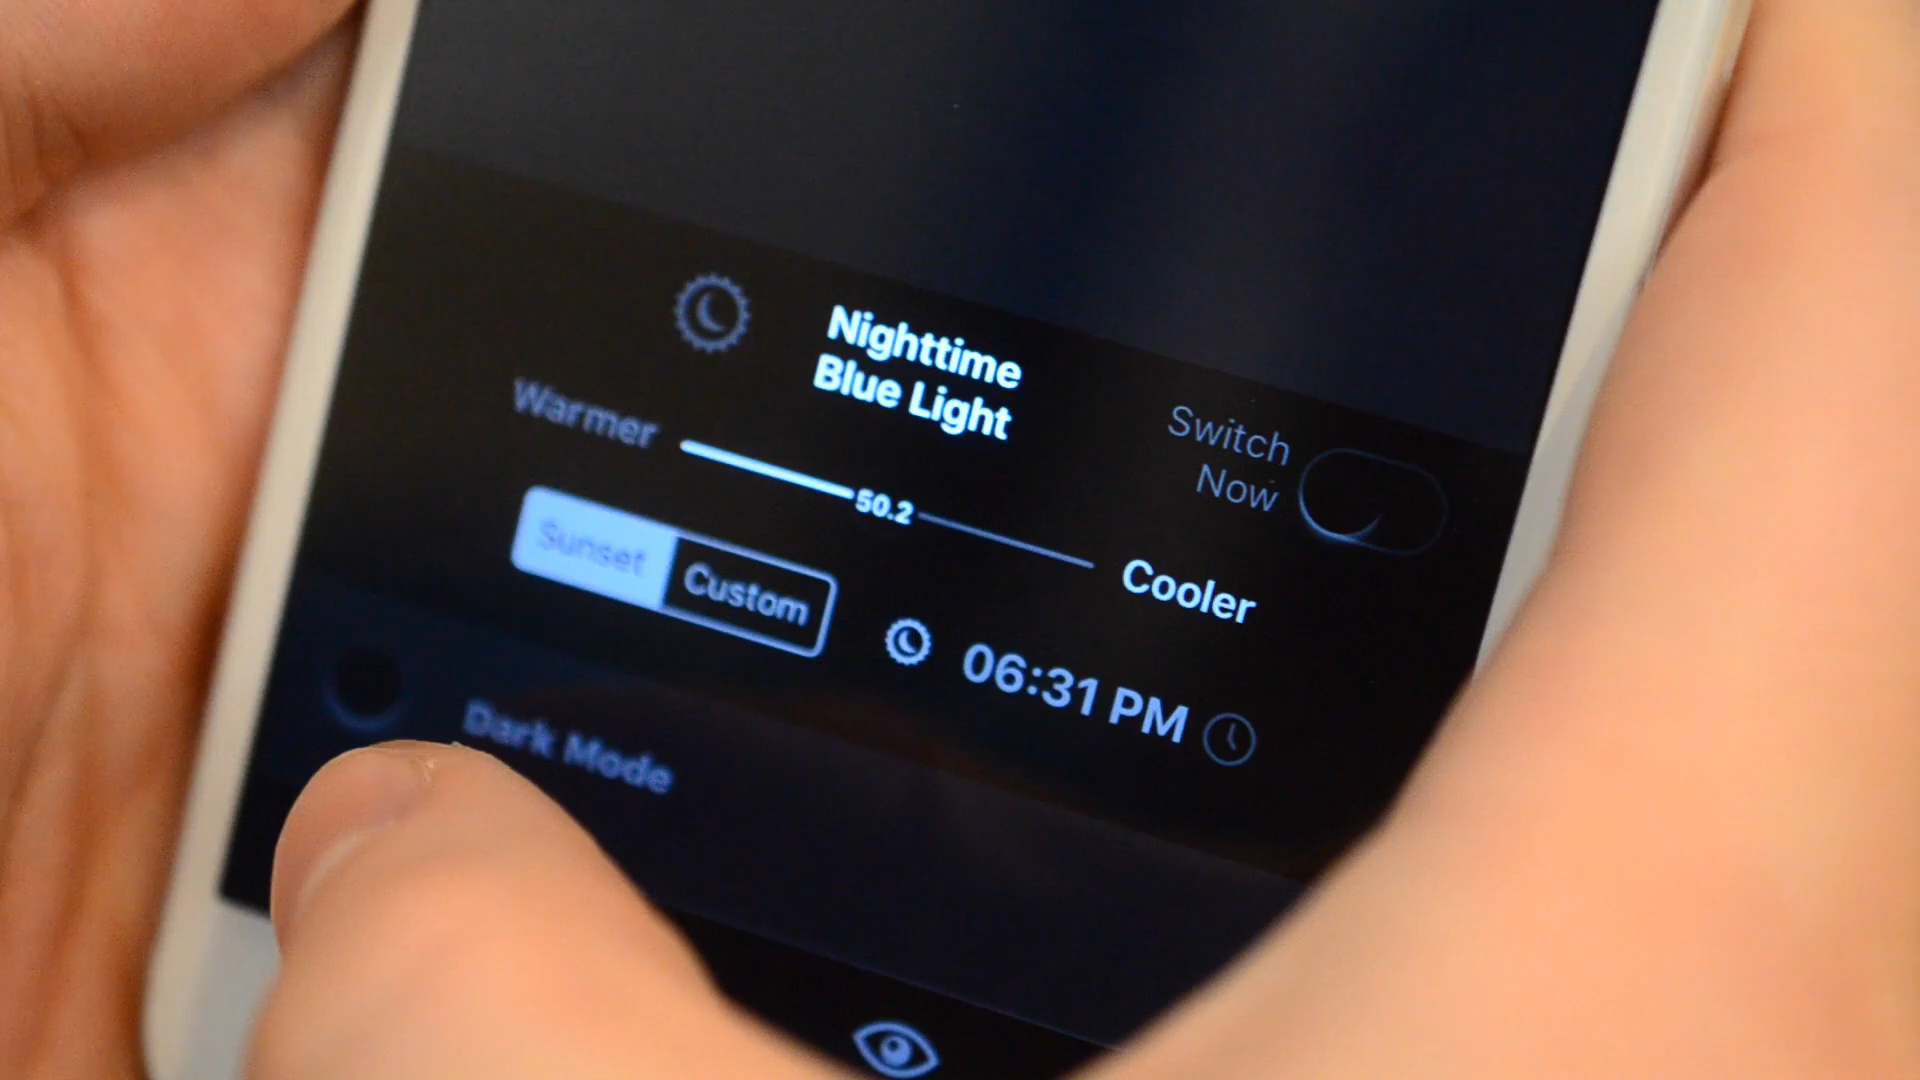 Nighttime
Blue Light
Switch
Now
Warmer
50.2
Cooler
Sunset
Custom
06:31 PM
Dark Mode